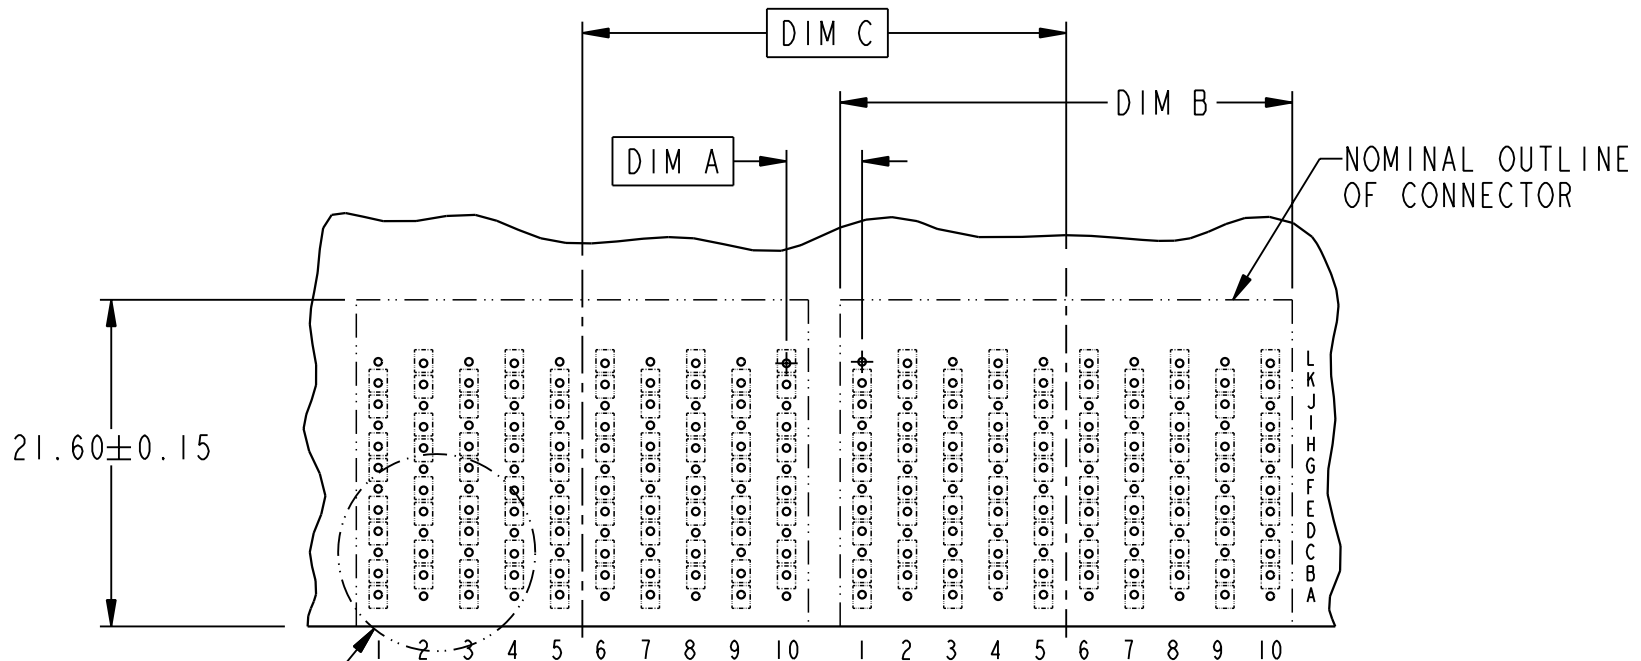 DIM C
DIM B
DIM A
NOMINAL OUTLINE
OF CONNECTOR
21.60±0.15
L
K
J
I
H
G
F
E
D
C
B
A
1 2 3 4 5 6 7 8 9 10 1 2 3 4 5 6 7 8 9 10